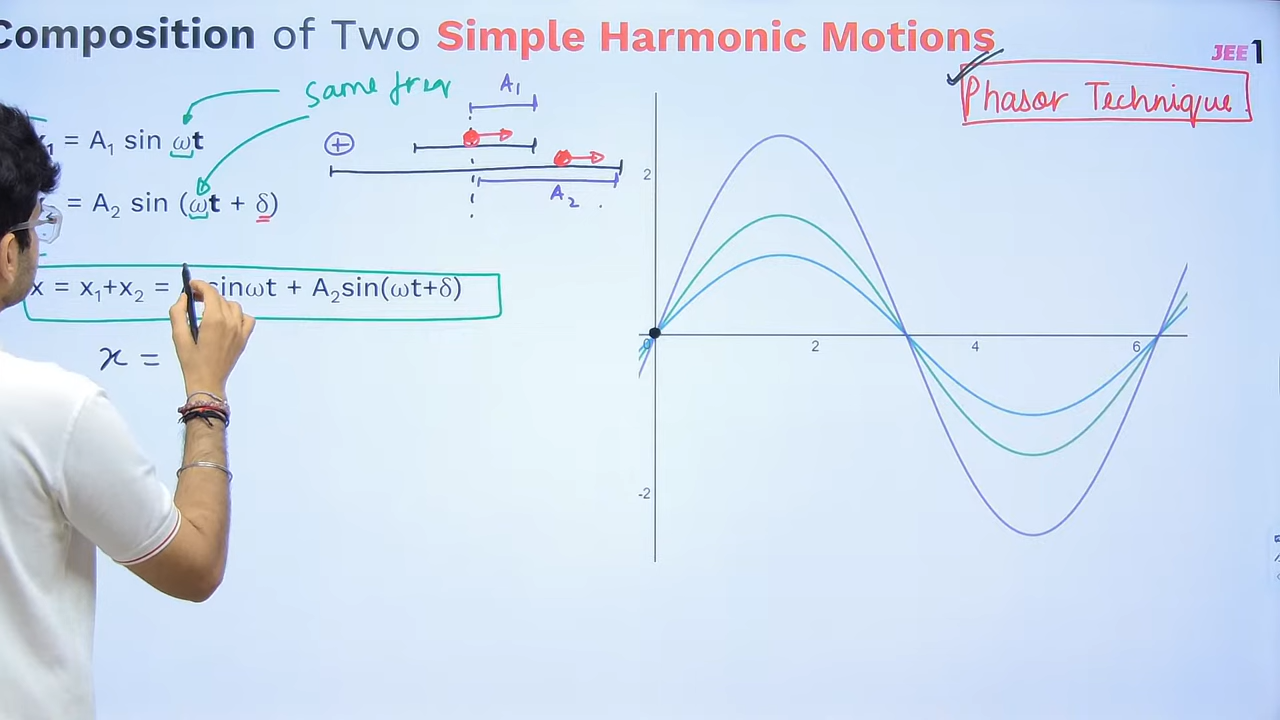 Composition of Two Simple Harmonic Motions
JEE 1
Phasor Technique
same freq
A1
= A1 sin ωt
+
A2
= A2 sin (ωt + δ)
x = x1+x2 = sinωt + A2sin(ωt+δ)
x =
2
0
2
4
6
-2